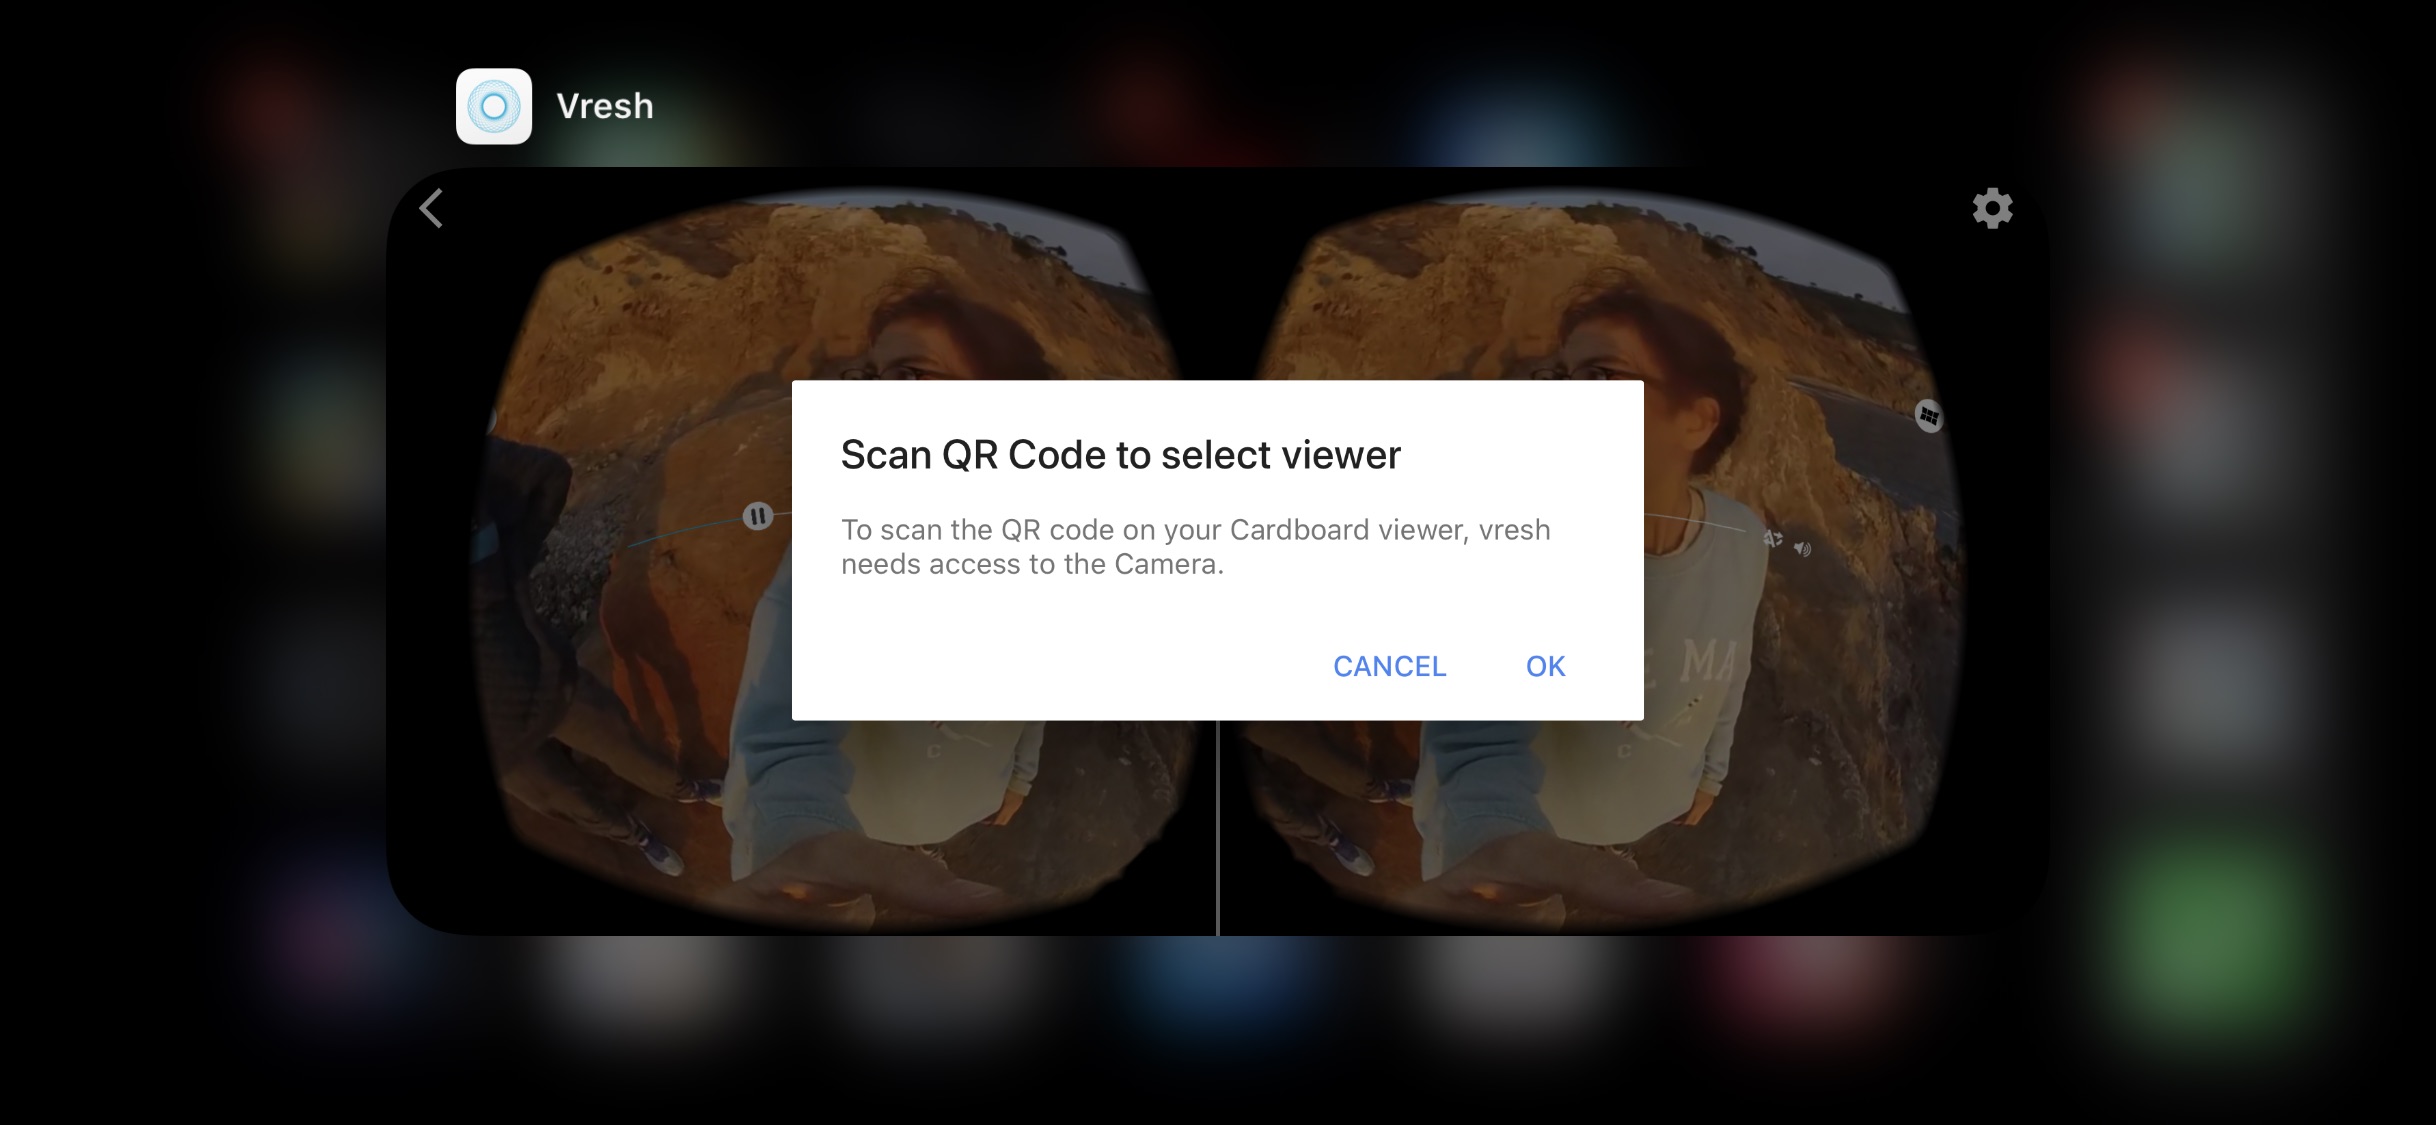 Vresh
Scan QR Code to select viewer
To scan the QR code on your Cardboard viewer, vresh
needs access to the Camera.
CANCEL OK
MA
C
C